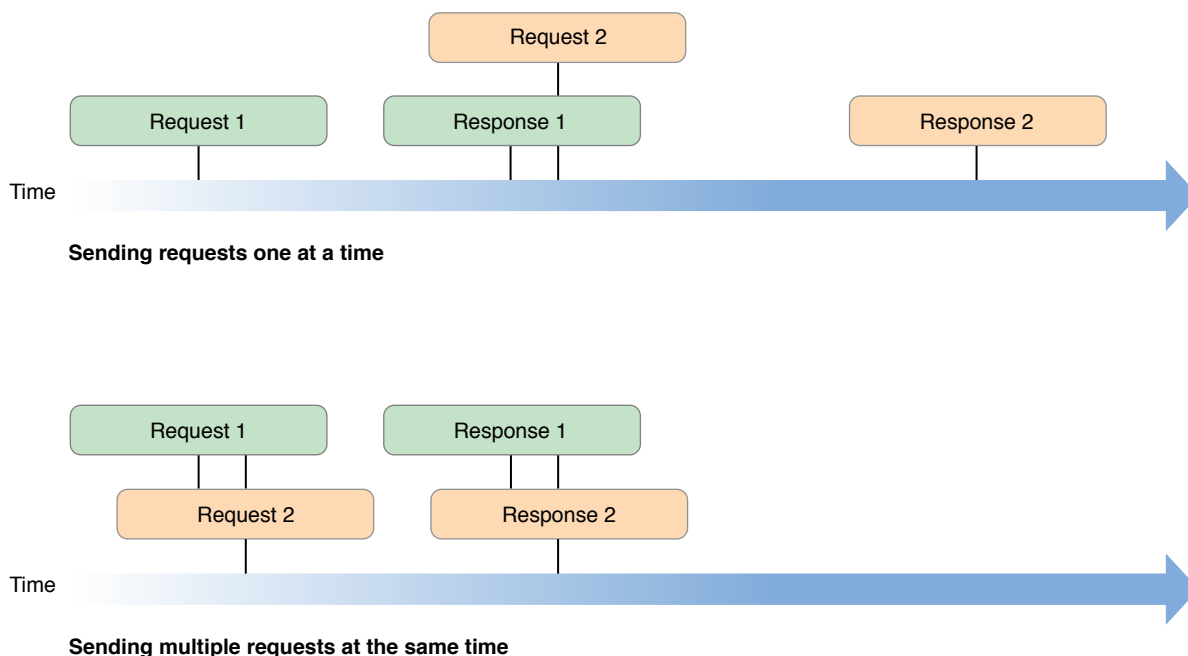 Request 2
Request 1
Response 1
Response 2
Time
Sending requests one at a time
Request 1
Response 1
Request 2
Response 2
Time
Sending multiple requests at the same time